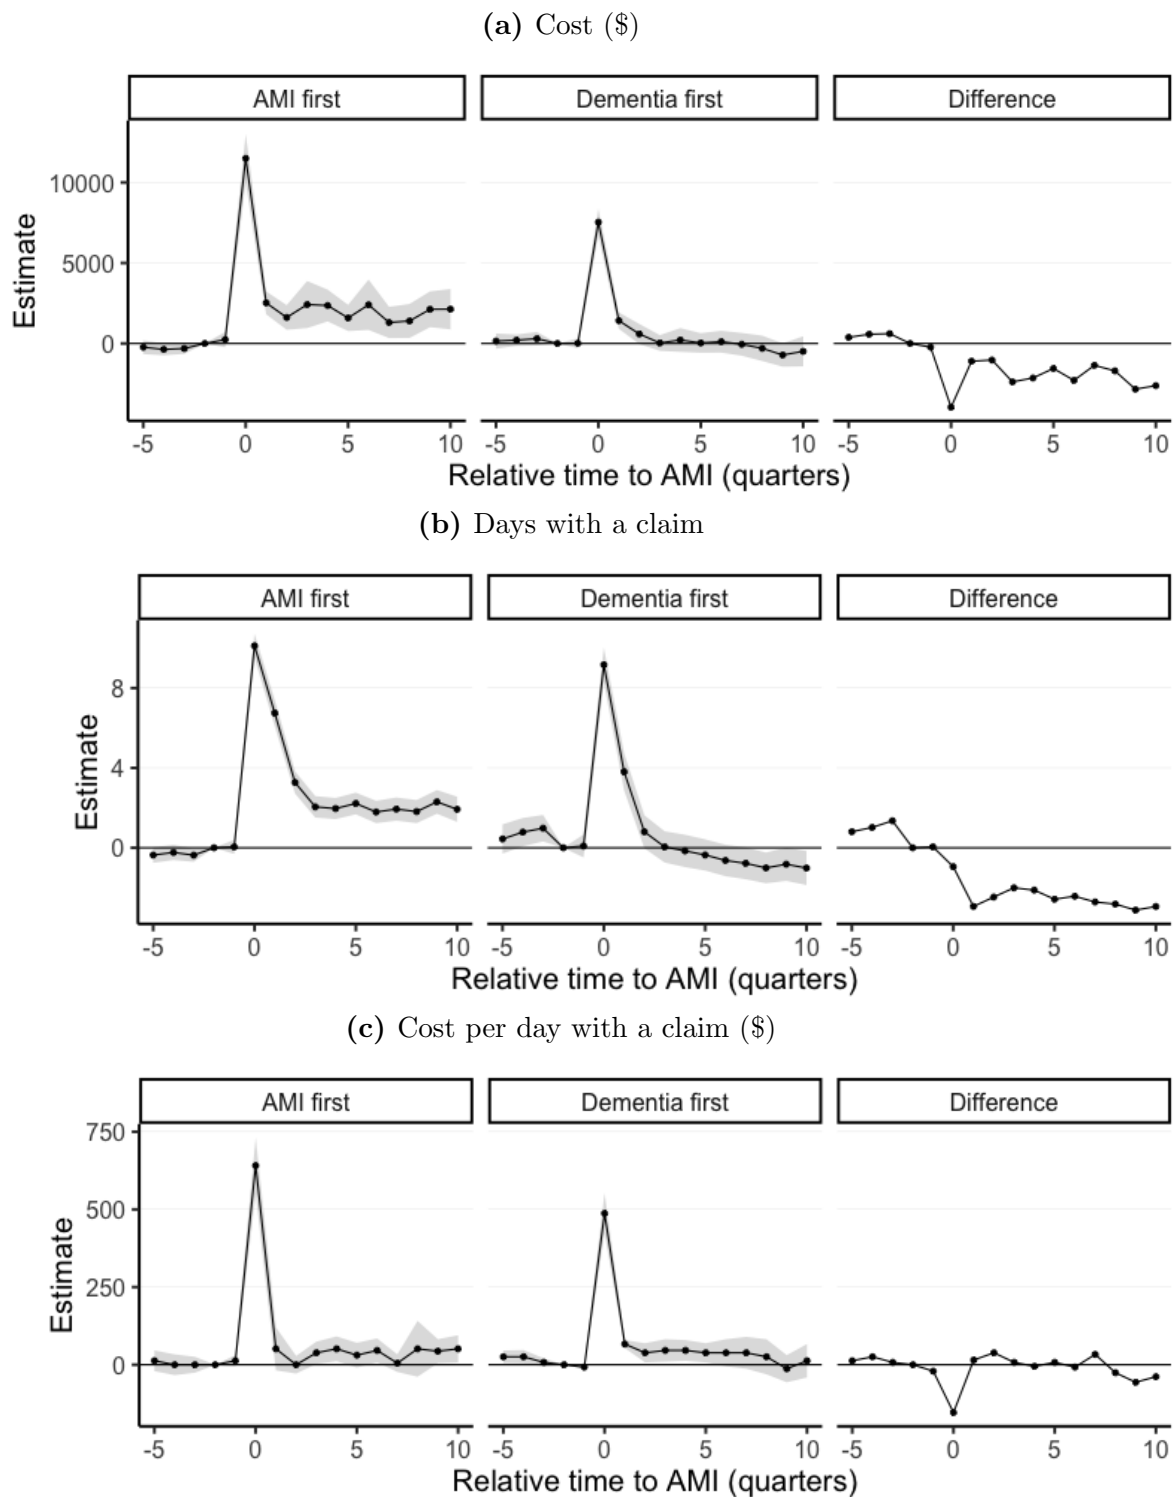 (a) Cost ($)
AMI first Dementia first Difference
Estimate
10000
5000
0
-5 0 5 10 -5 0 5 10 -5 0 5 10
Relative time to AMI (quarters)
(b) Days with a claim
AMI first Dementia first Difference
Estimate
8
4
0
-5 0 5 10 -5 0 5 10 -5 0 5 10
Relative time to AMI (quarters)
(c) Cost per day with a claim ($)
AMI first Dementia first Difference
Estimate
750
500
250
0
-5 0 5 10 -5 0 5 10 -5 0 5 10
Relative time to AMI (quarters)